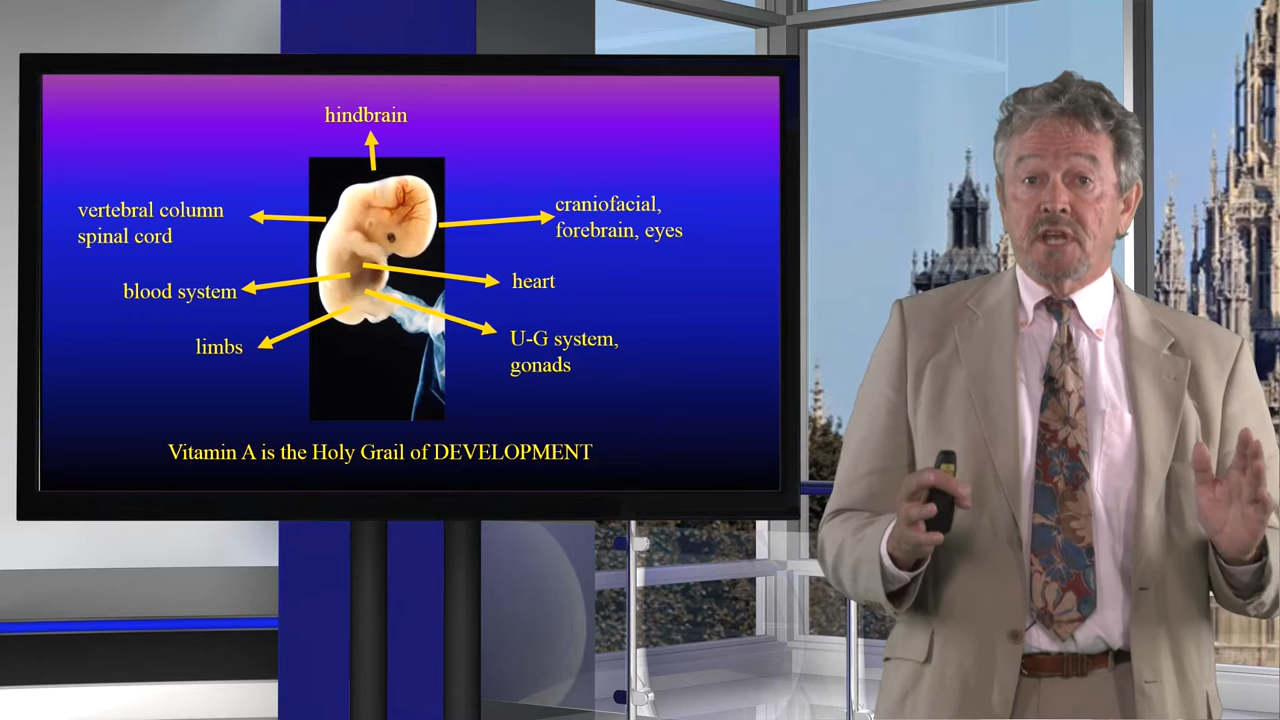 hindbrain
vertebral column
spinal cord
craniofacial,
forebrain, eyes
blood system
heart
limbs
U-G system,
gonads
Vitamin A is the Holy Grail of DEVELOPMENT